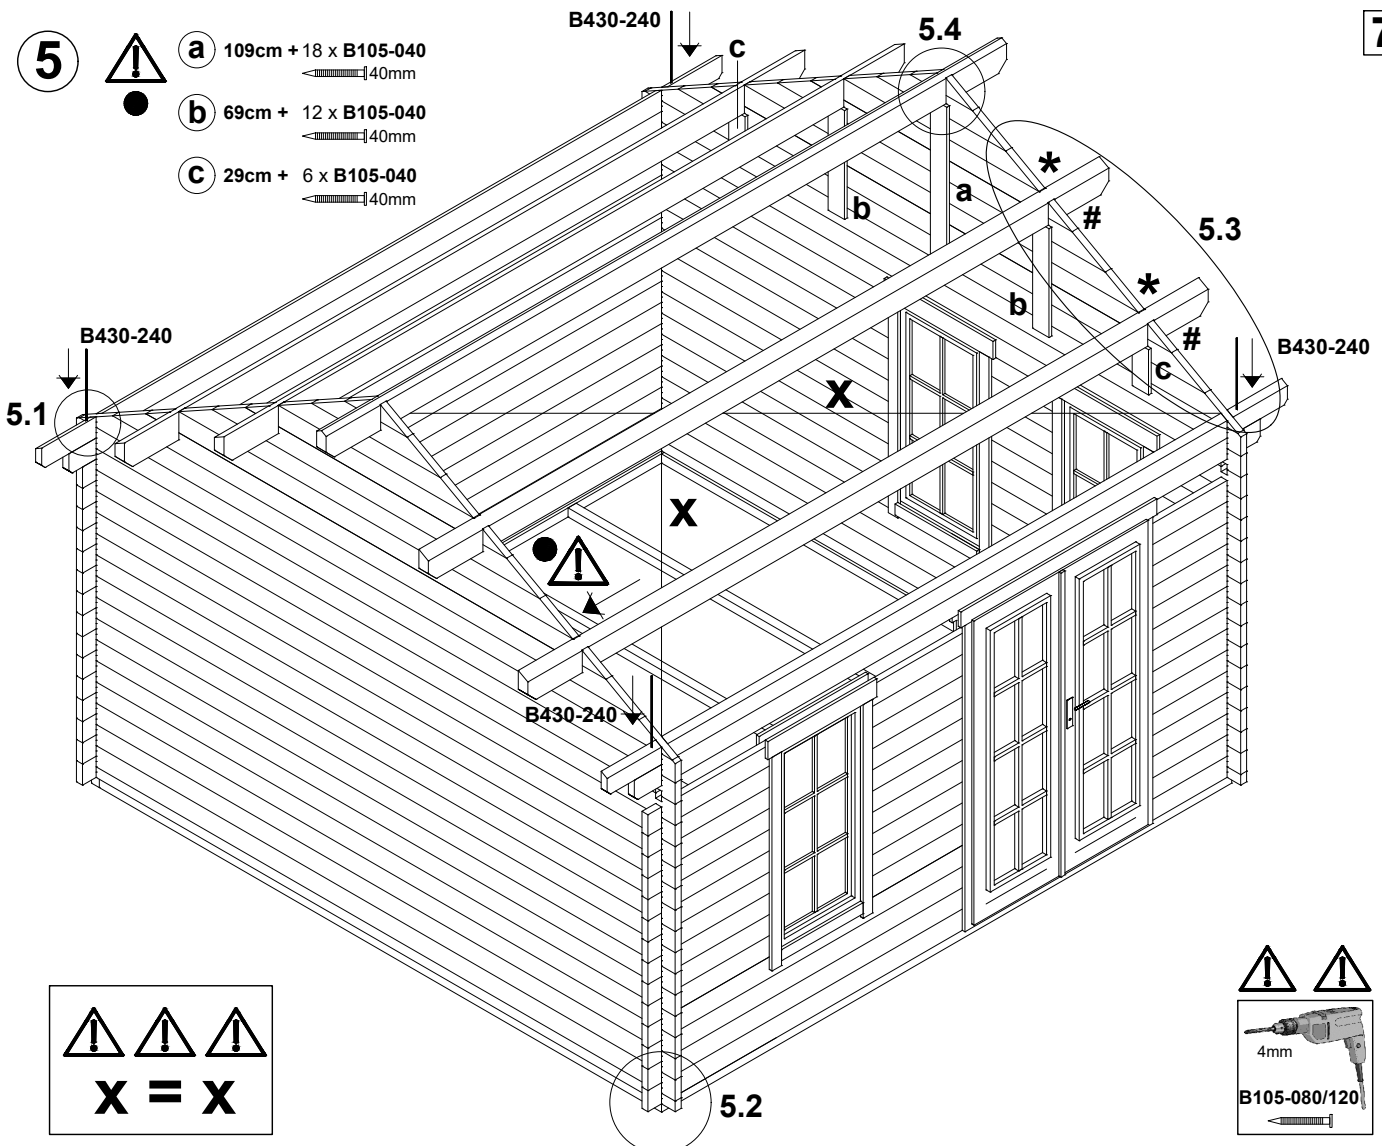 5
a 109cm + 18 x B105-040
40mm
b 69cm + 12 x B105-040
40mm
c 29cm + 6 x B105-040
40mm
B430-240
c
5.4
7
*
#
a
b
5.3
*
b
#
c
B430-240
B430-240
5.1
x
x
B430-240
x = x
5.2
4mm
B105-080/120